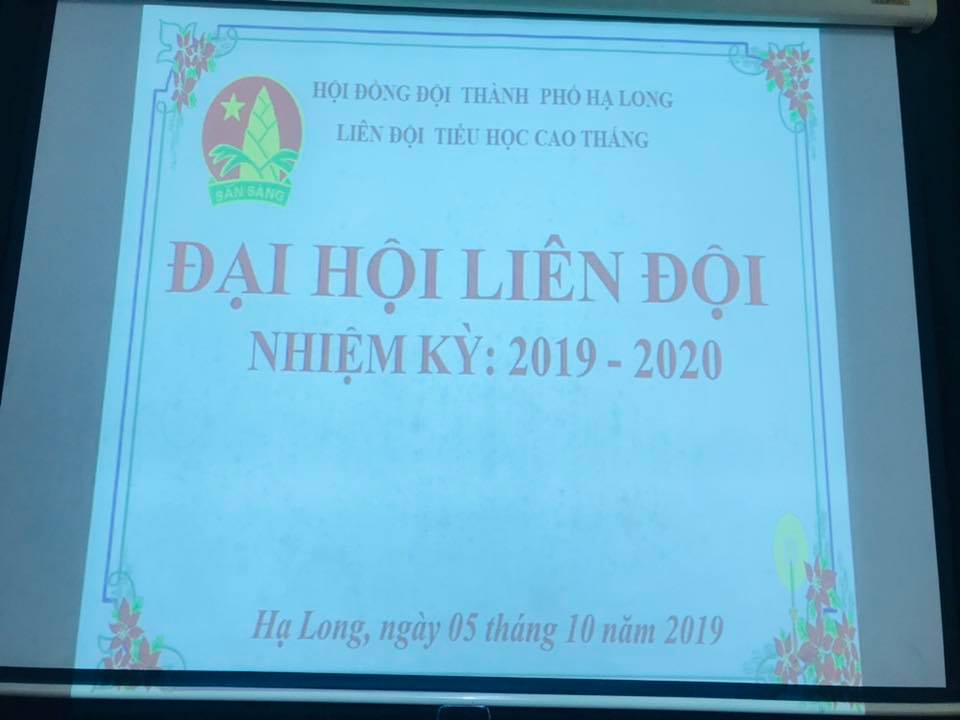 HỘI ĐỒNG ĐỘI THÀNH PHỐ HẠ LONG
LIÊN ĐỘI TIỂU HỌC CAO THẮNG
SẴN SÀNG
ĐẠI HỘI LIÊN ĐỘI
NHIỆM KỲ: 2019 - 2020
Hạ Long, ngày 05 tháng 10 năm 2019